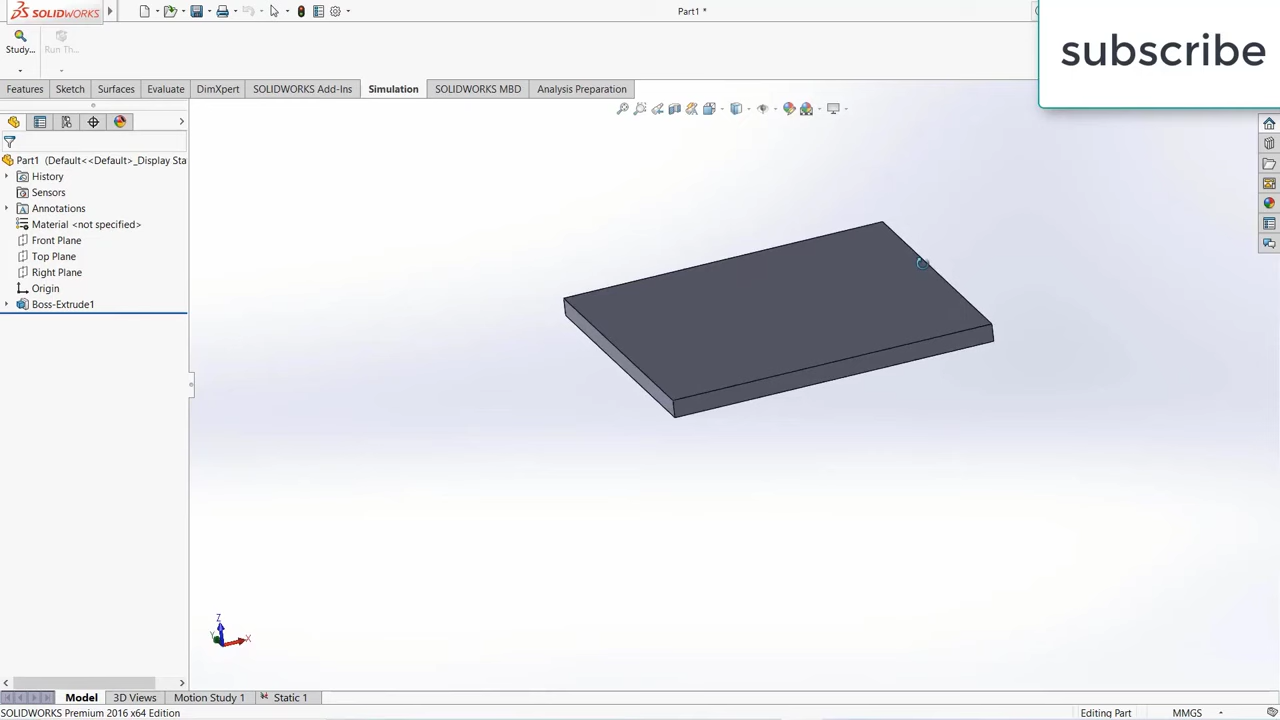 SOLIDWORKS
Part1 *
subscribe
Study...
Run Th...
Features
Sketch
Surfaces
Evaluate
DimXpert
SOLIDWORKS Add-Ins
Simulation
SOLIDWORKS MBD
Analysis Preparation
Part1 (Default<<Default>_Display Sta
History
Sensors
Annotations
Material <not specified>
Front Plane
Top Plane
Right Plane
Origin
Boss-Extrude1
Z
Y
X
Model
3D Views
Motion Study 1
Static 1
SOLIDWORKS Premium 2016 x64 Edition
Editing Part
MMGS